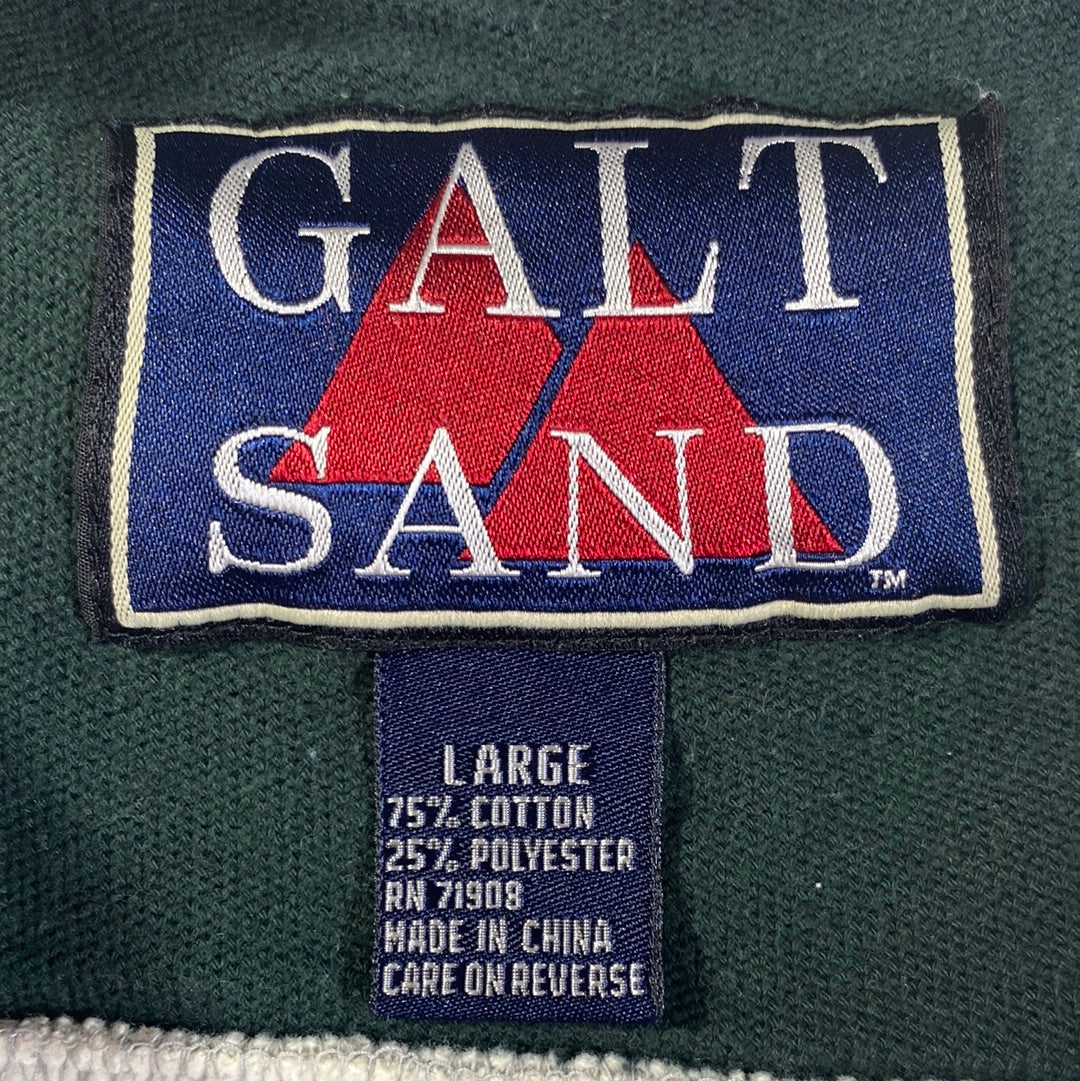 GALT
SAND
TM
LARGE
75% COTTON
25% POLYESTER
RN 71908
MADE IN CHINA
CARE ON REVERSE